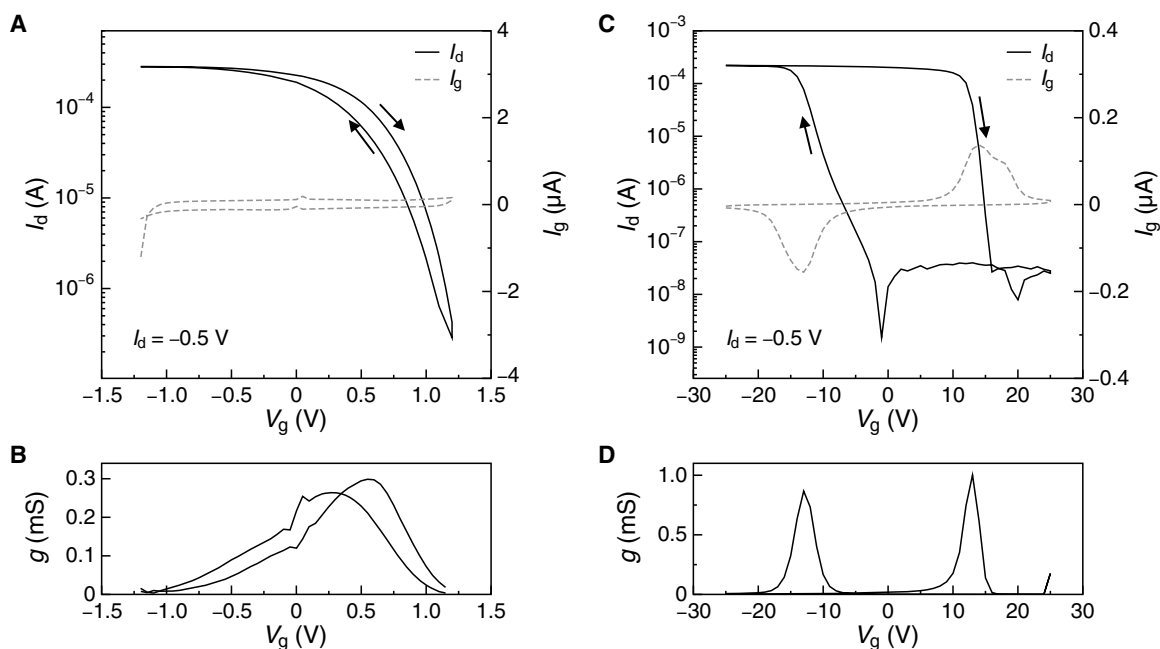 A
I_d
I_g
I_d (A)
10⁻⁴
10⁻⁵
10⁻⁶
4
2
0
−2
−4
I_g (µA)
I_d = −0.5 V
−1.5 −1.0 −0.5 0 0.5 1.0 1.5
V_g (V)
B
g (mS)
0.3
0.2
0.1
0
−1.5 −1.0 −0.5 0 0.5 1.0 1.5
V_g (V)
C
I_d
I_g
I_d (A)
10⁻³
10⁻⁴
10⁻⁵
10⁻⁶
10⁻⁷
10⁻⁸
10⁻⁹
0.4
0.2
0
−0.2
−0.4
I_g (µA)
I_d = −0.5 V
−30 −20 −10 0 10 20 30
V_g (V)
D
g (mS)
1.0
0.5
0
−30 −20 −10 0 10 20 30
V_g (V)